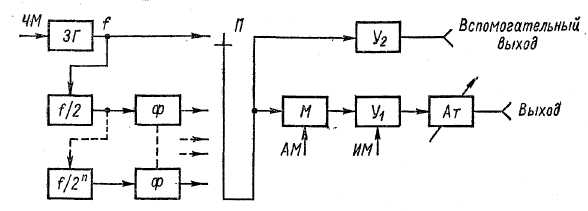 ЧМ
ЗГ
f
П
У₂
Вспомогательный
выход
f/2
Ф
М
У₁
Ат
Выход
АМ
ИМ
f/2ⁿ
Ф